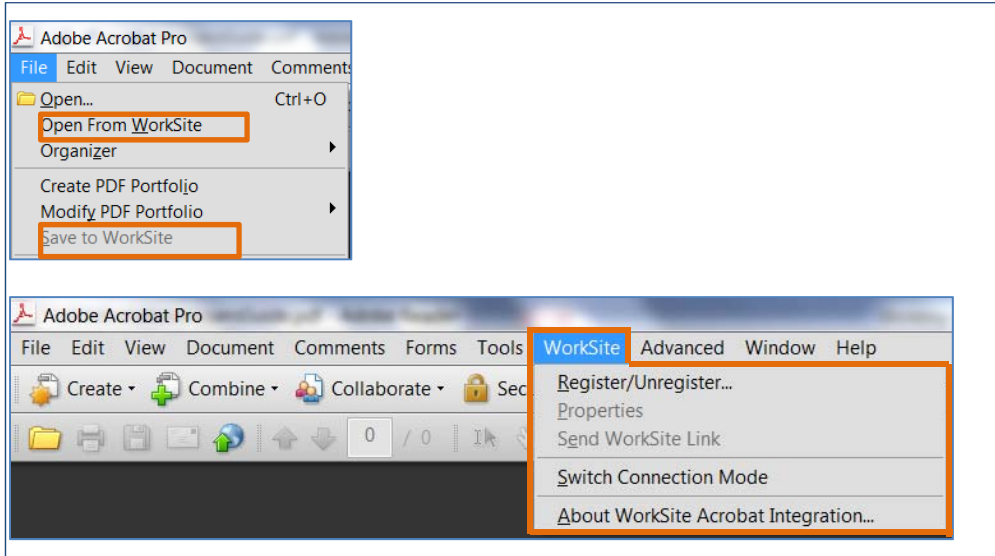 Adobe Acrobat Pro
File Edit View Document Comments
Open... Ctrl+O
Open From WorkSite
Organizer
Create PDF Portfolio
Modify PDF Portfolio
Save to WorkSite
Adobe Acrobat Pro
File Edit View Document Comments Forms Tools WorkSite Advanced Window Help
Create Combine Collaborate Sec
0 / 0
Register/Unregister...
Properties
Send WorkSite Link
Switch Connection Mode
About WorkSite Acrobat Integration...